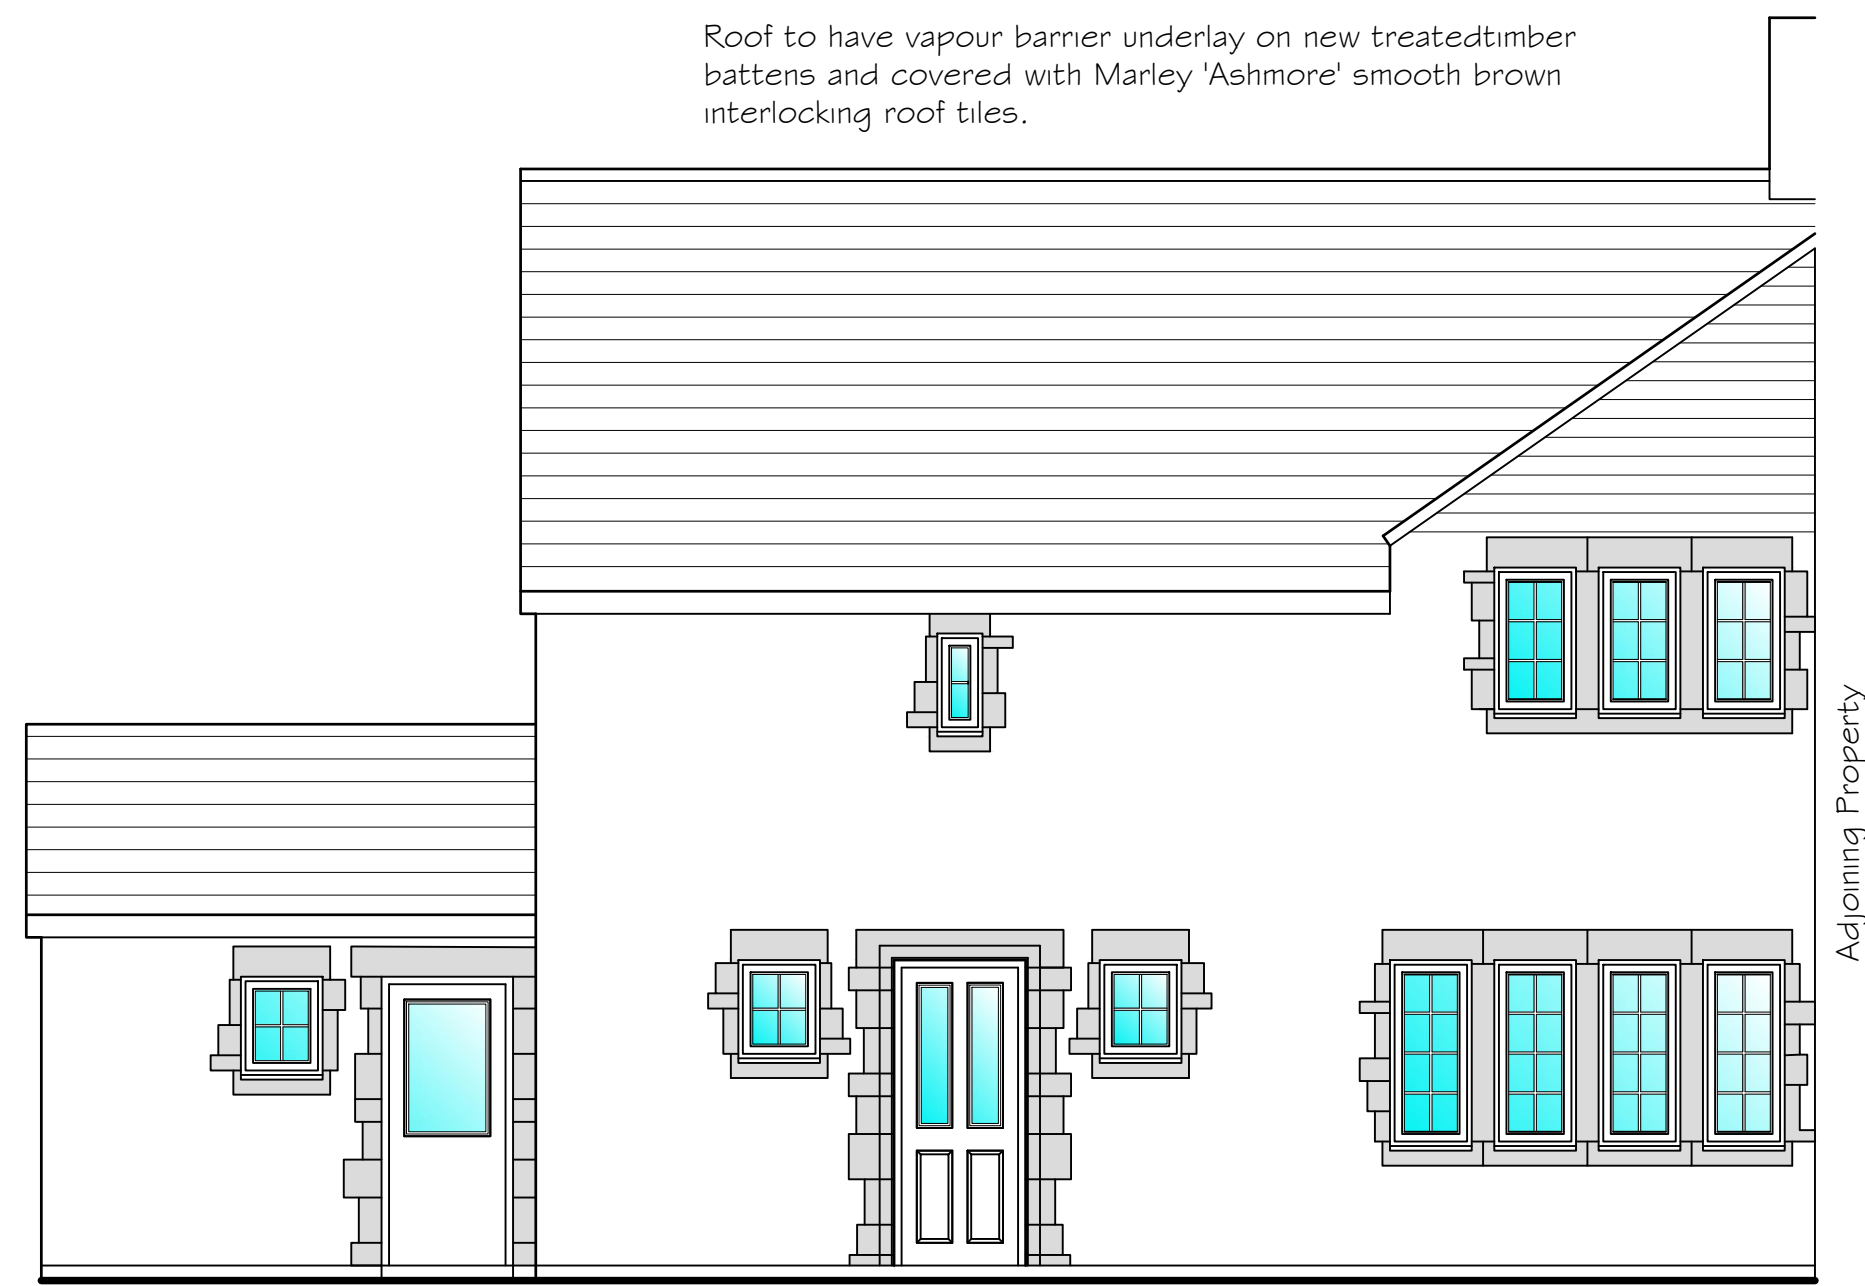 Roof to have vapour barrier underlay on new treatedtimber
battens and covered with Marley 'Ashmore' smooth brown
interlocking roof tiles.
Adjoining Property